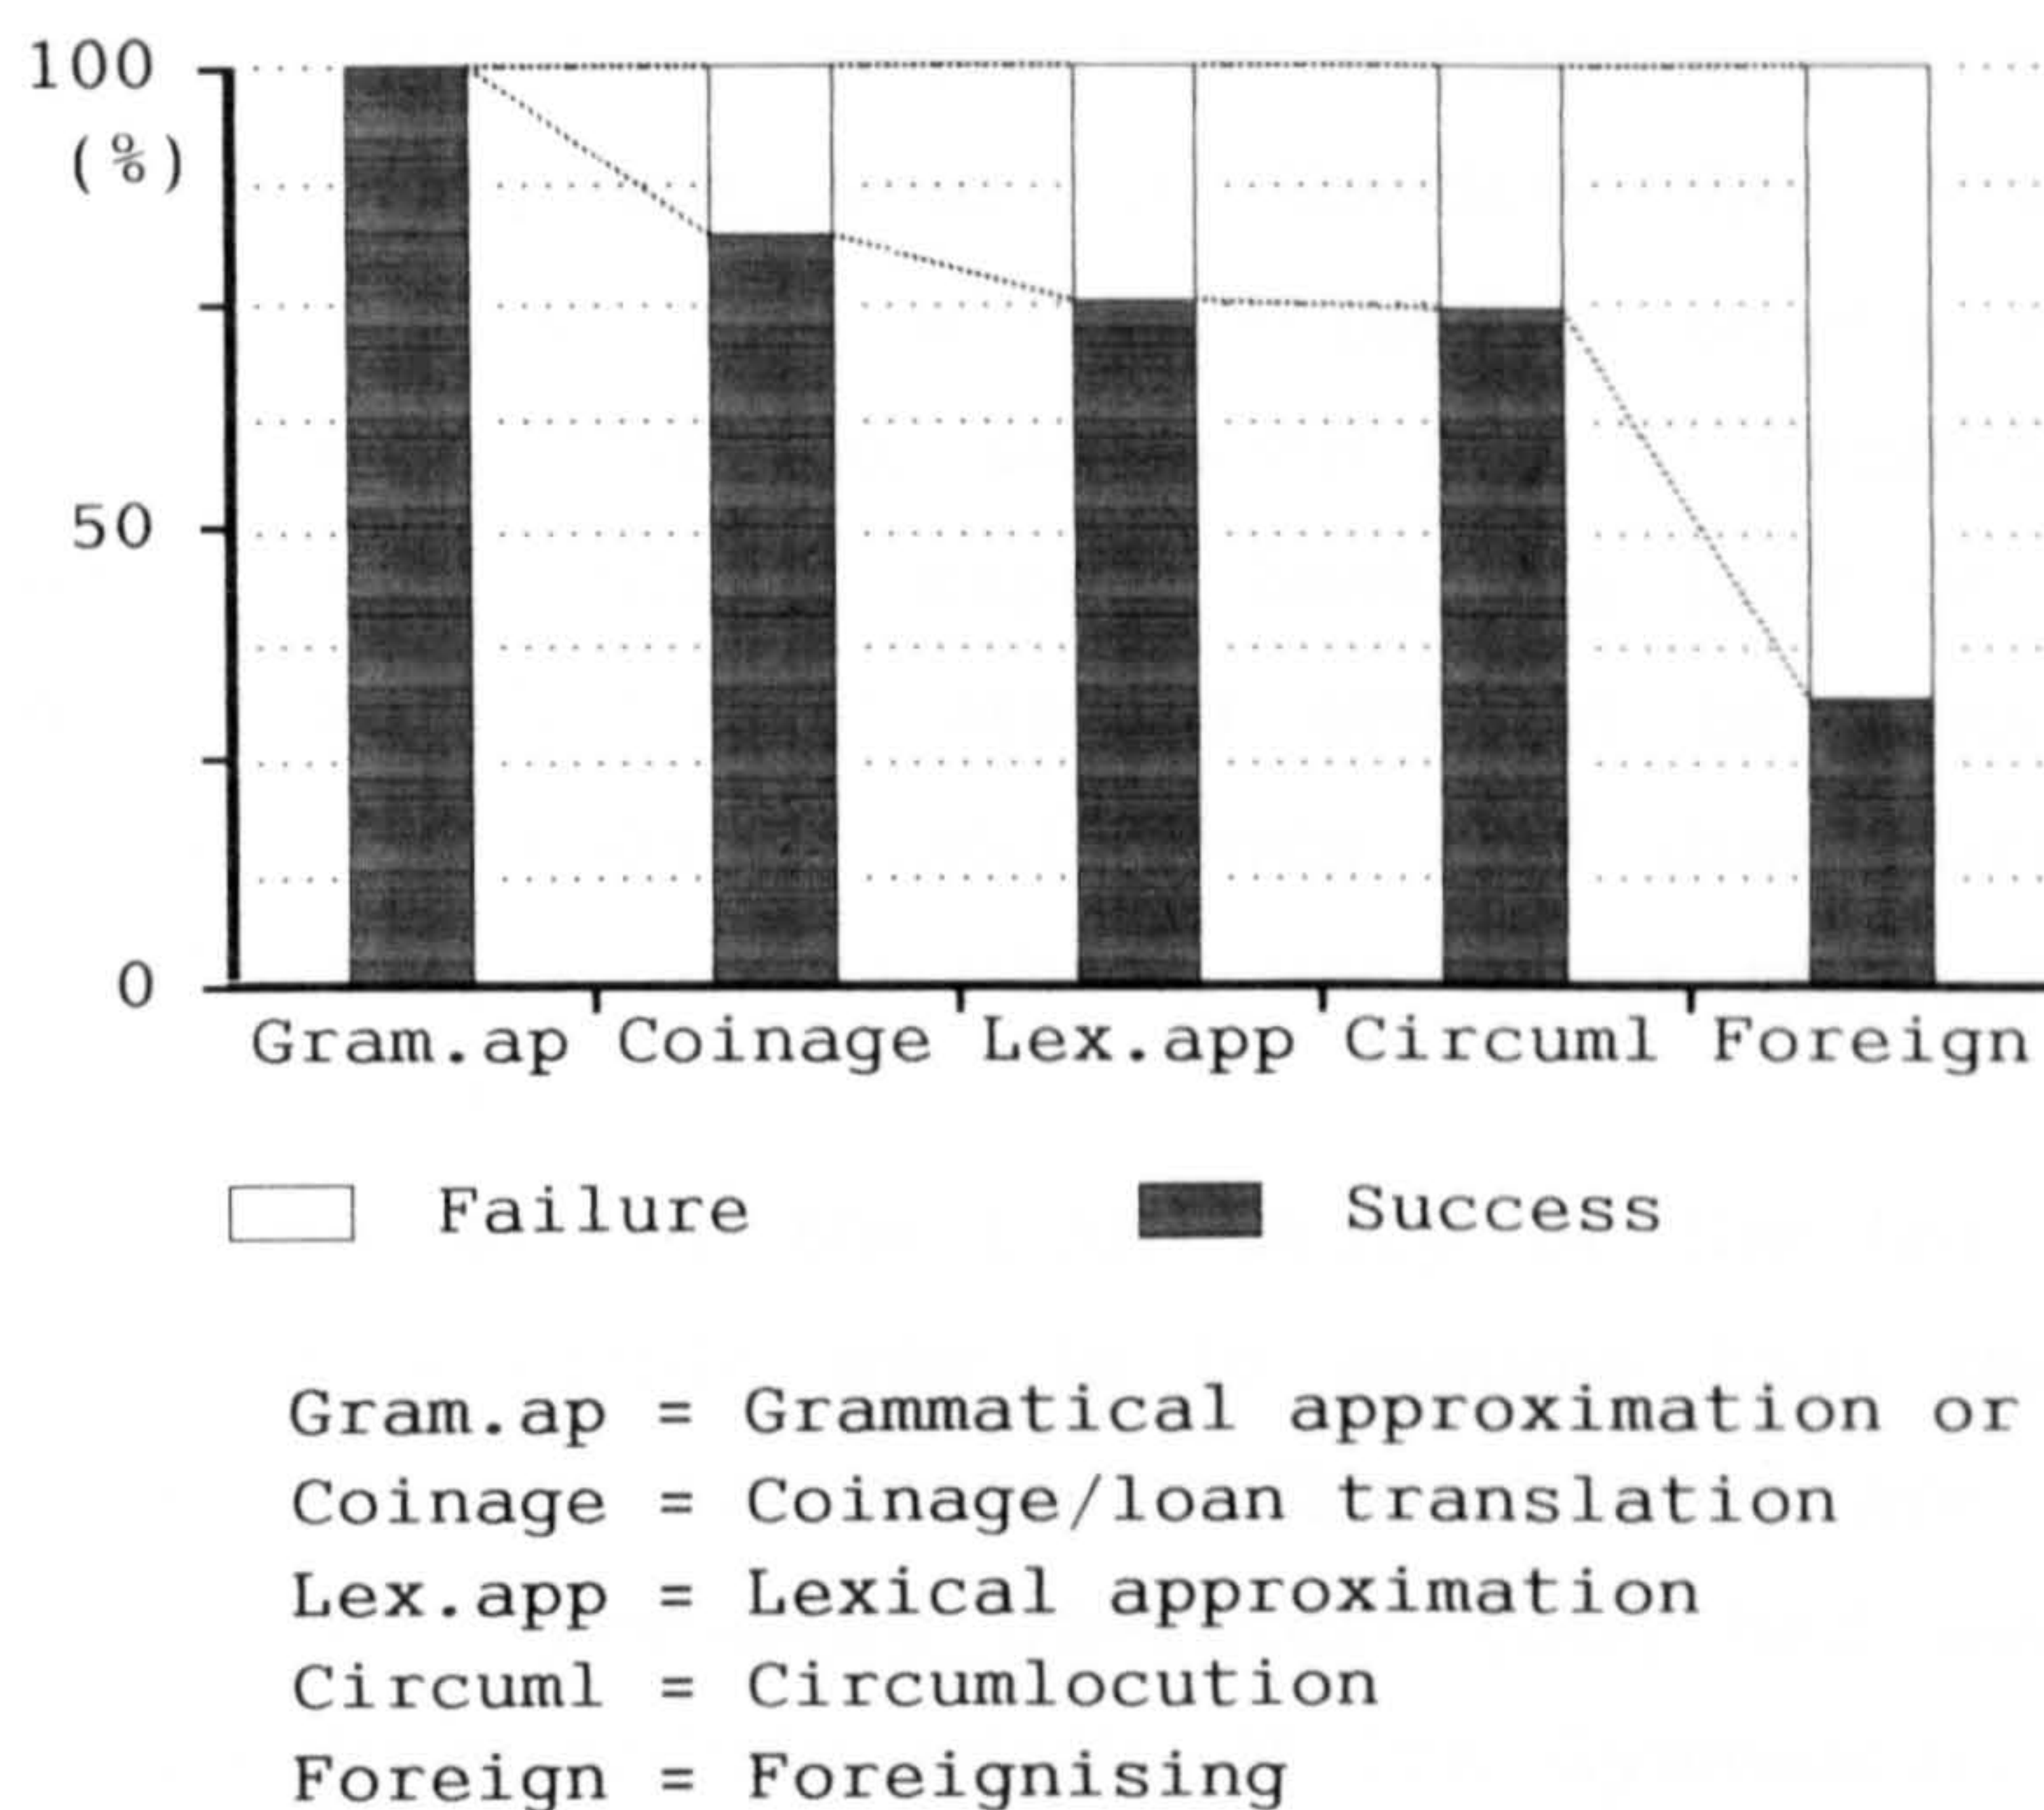 100
(%)
50
0
Gram.ap Coinage Lex.app Circuml Foreign
Failure Success
Gram.ap = Grammatical approximation or
Coinage = Coinage/loan translation
Lex.app = Lexical approximation
Circuml = Circumlocution
Foreign = Foreignising